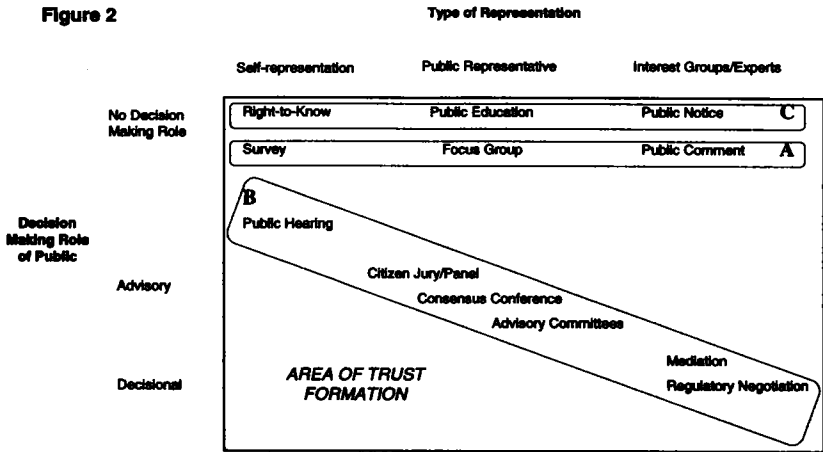 Figure 2
Type of Representation
Self-representation Public Representative Interest Groups/Experts
No Decision
Making Role
Right-to-Know Public Education Public Notice C
Survey Focus Group Public Comment A
B
Public Hearing
Decision
Making Role
of Public
Citizen Jury/Panel
Advisory
Consensus Conference
Advisory Committees
Mediation
Decisional
AREA OF TRUST
FORMATION
Regulatory Negotiation